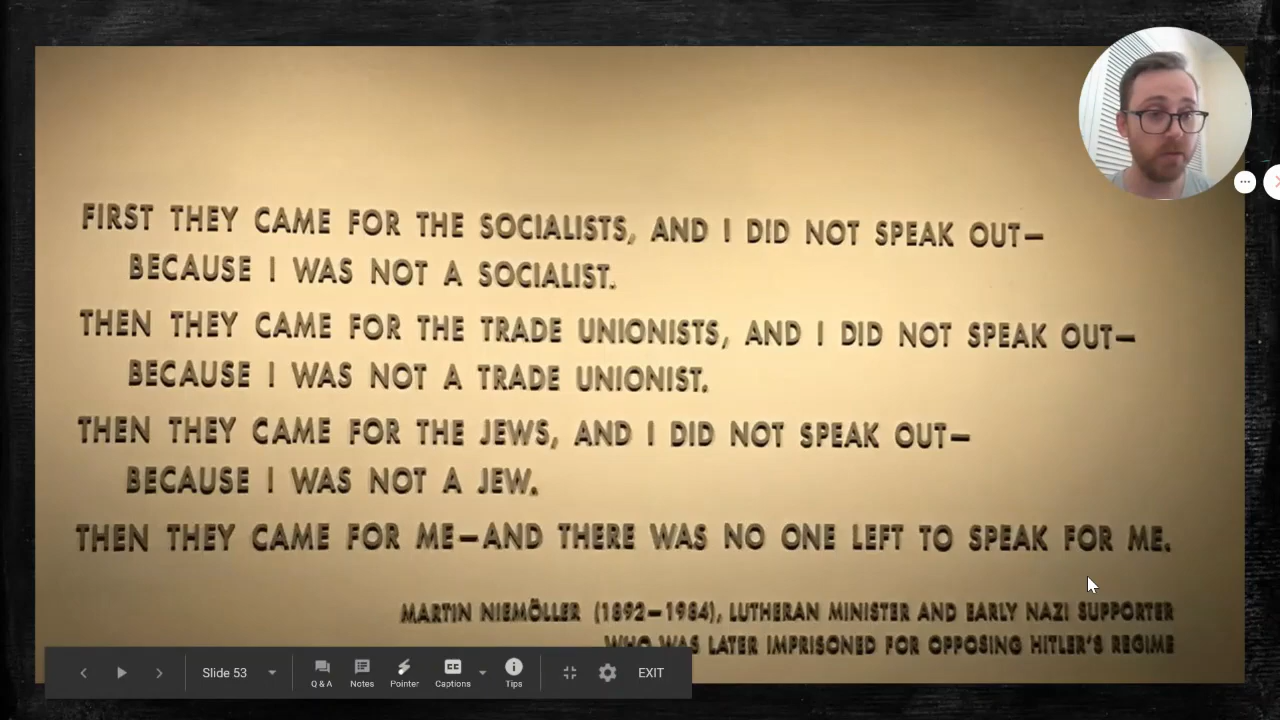 FIRST THEY CAME FOR THE SOCIALISTS, AND I DID NOT SPEAK OUT—
BECAUSE I WAS NOT A SOCIALIST.
THEN THEY CAME FOR THE TRADE UNIONISTS, AND I DID NOT SPEAK OUT—
BECAUSE I WAS NOT A TRADE UNIONIST.
THEN THEY CAME FOR THE JEWS, AND I DID NOT SPEAK OUT—
BECAUSE I WAS NOT A JEW.
THEN THEY CAME FOR ME—AND THERE WAS NO ONE LEFT TO SPEAK FOR ME.
MARTIN NIEMÖLLER (1892–1984), LUTHERAN MINISTER AND EARLY NAZI SUPPORTER
WHO WAS LATER IMPRISONED FOR OPPOSING HITLER'S REGIME
Slide 53
Q & A
Notes
Pointer
CC
Captions
Tips
EXIT